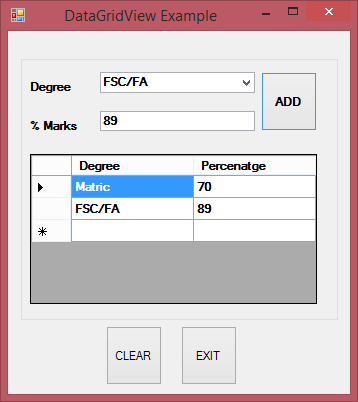 DataGridView Example
Degree FSC/FA
ADD
% Marks 89
Degree Percenatge
Matric 70
FSC/FA 89
CLEAR EXIT